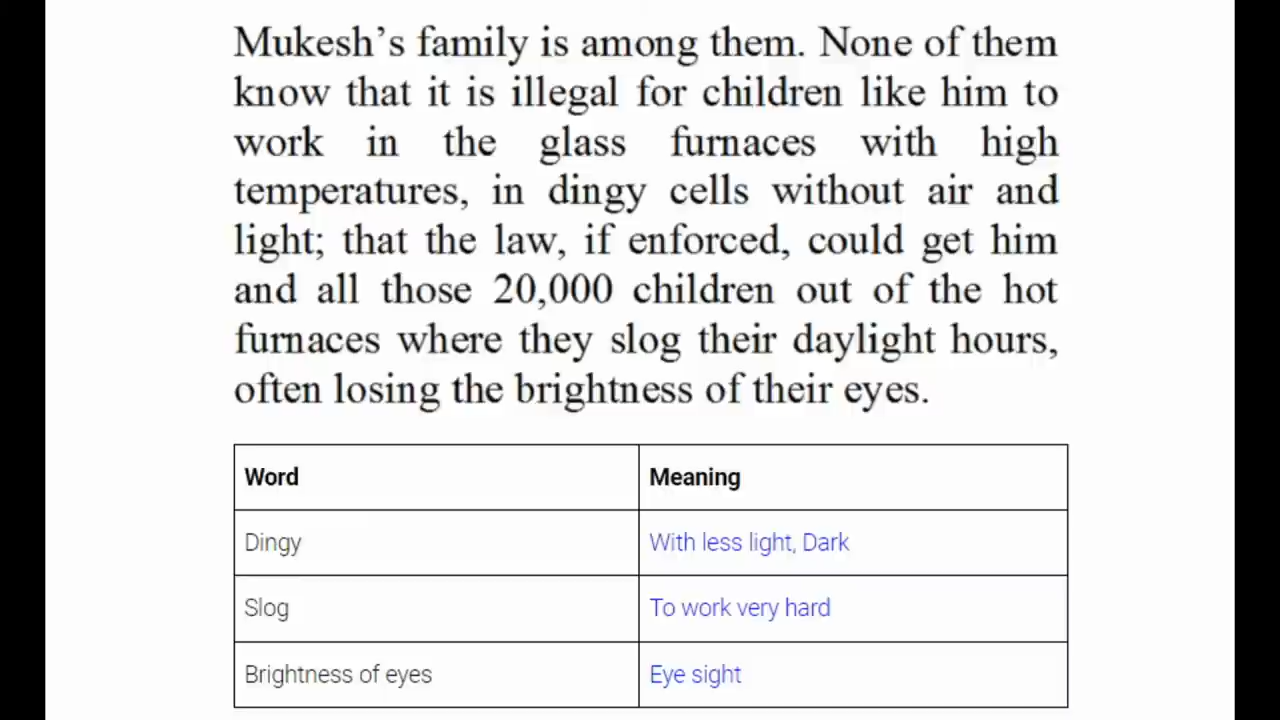 Mukesh's family is among them. None of them
know that it is illegal for children like him to
work in the glass furnaces with high
temperatures, in dingy cells without air and
light; that the law, if enforced, could get him
and all those 20,000 children out of the hot
furnaces where they slog their daylight hours,
often losing the brightness of their eyes.
Word Meaning
Dingy With less light, Dark
Slog To work very hard
Brightness of eyes Eye sight